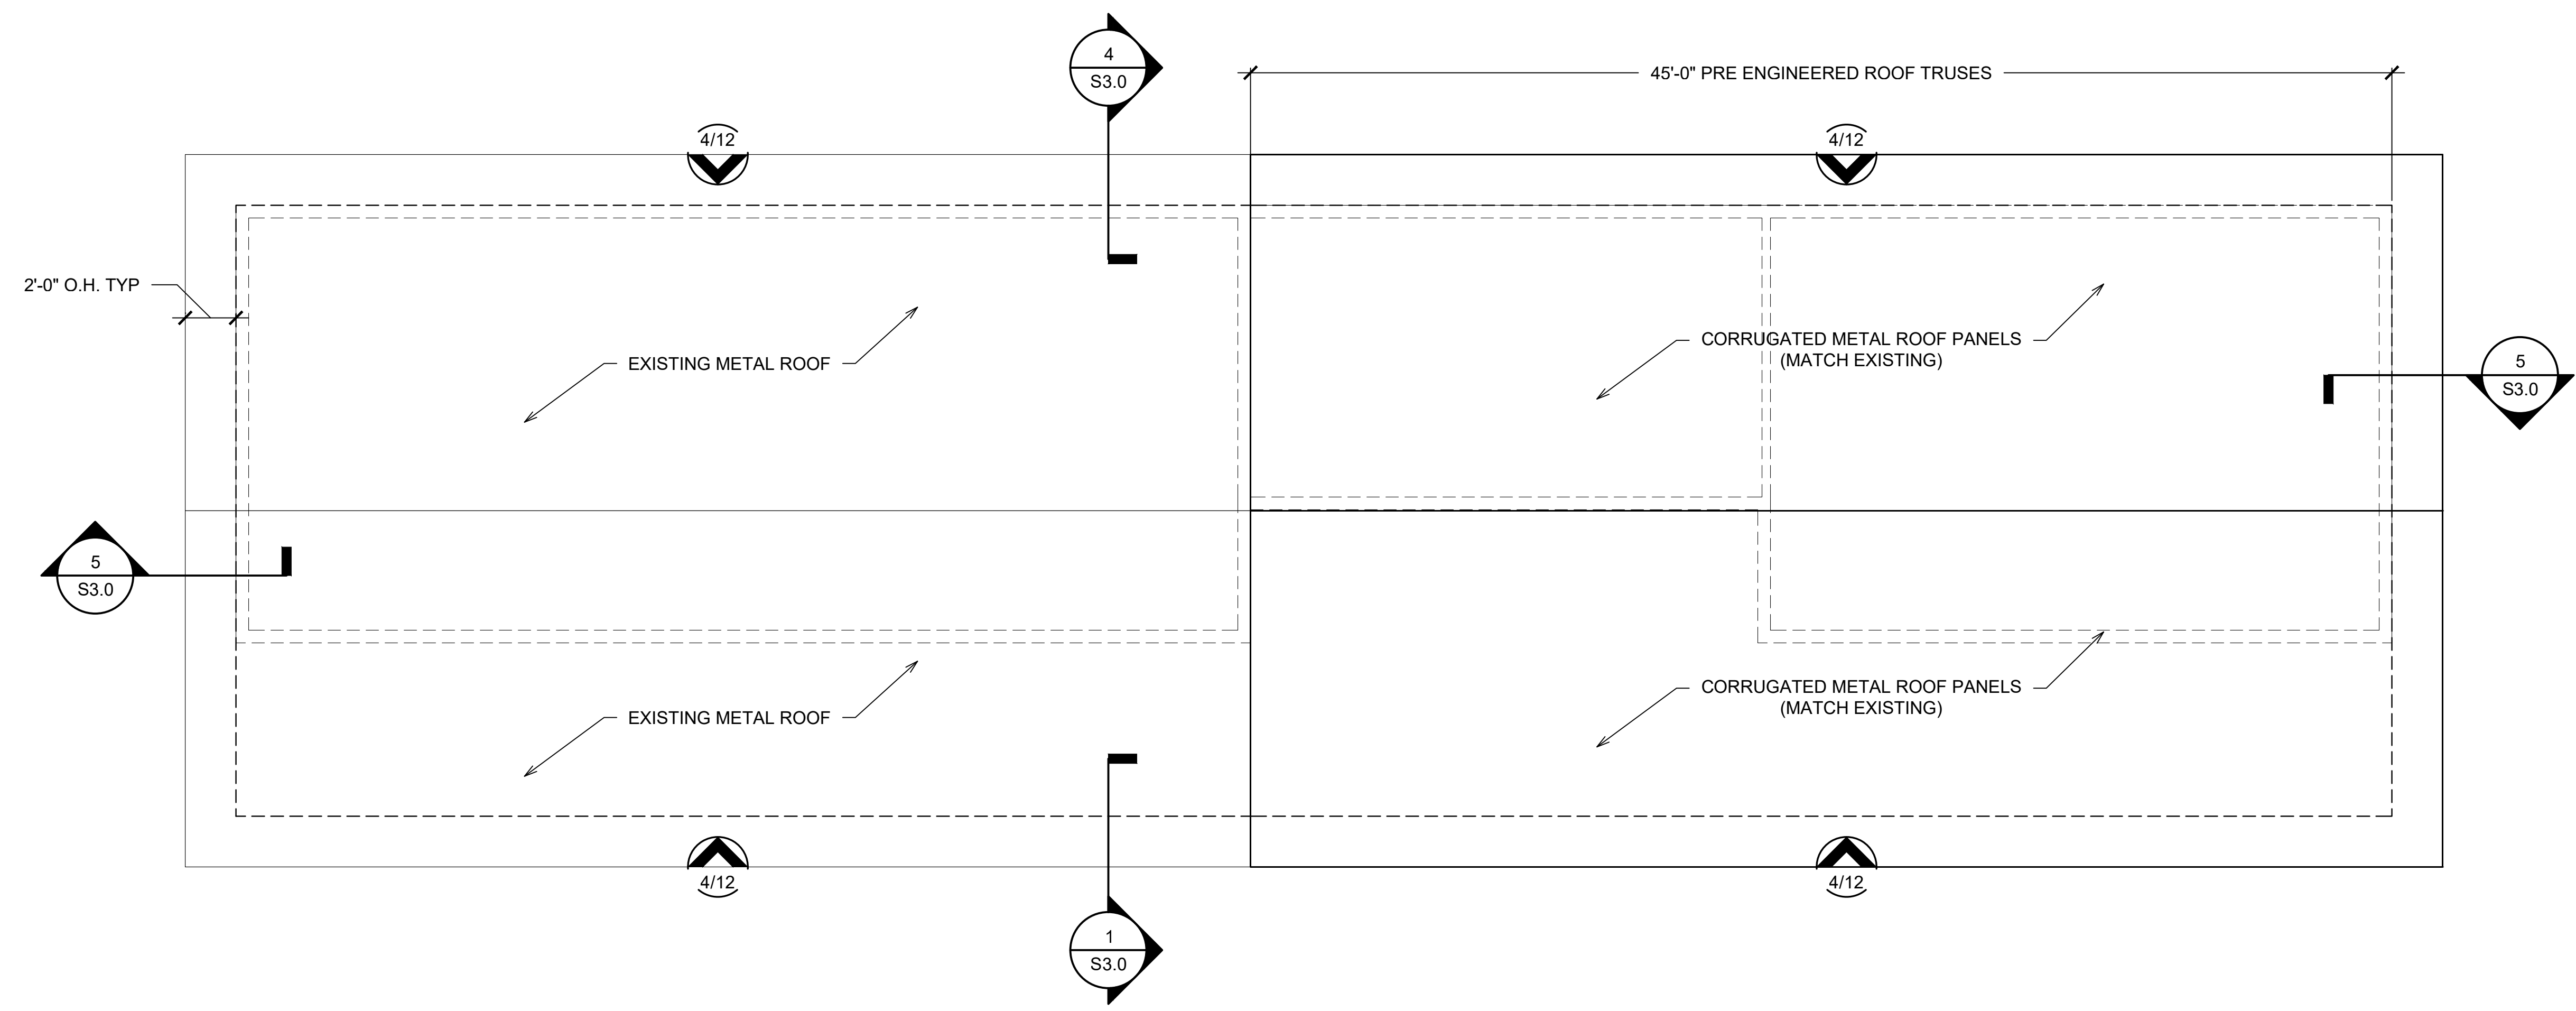 4
S3.0
45'-0" PRE ENGINEERED ROOF TRUSES
4/12
4/12
2'-0" O.H. TYP
EXISTING METAL ROOF
CORRUGATED METAL ROOF PANELS
(MATCH EXISTING)
5
S3.0
5
S3.0
EXISTING METAL ROOF
CORRUGATED METAL ROOF PANELS
(MATCH EXISTING)
4/12
4/12
1
S3.0